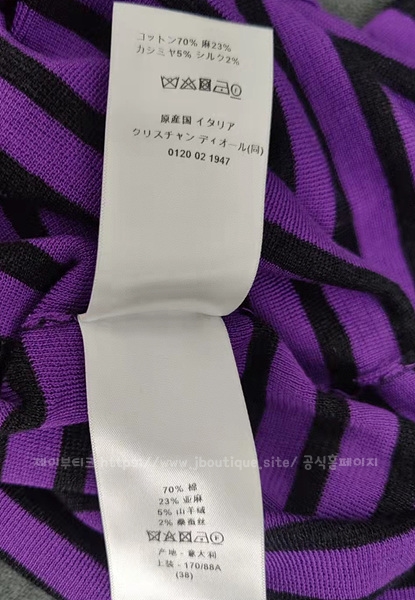 コットン70% 麻23%
カシミヤ5% シルク2%
原産国 イタリア
クリスチャン ディオール(同)
0120 02 1947
제이부티크 https://www.jboutique.site/ 공식홈페이지
70% 棉
23% 亚麻
5% 山羊绒
2% 桑蚕丝
产地 - 意大利
上装 - 170/88A
(38)